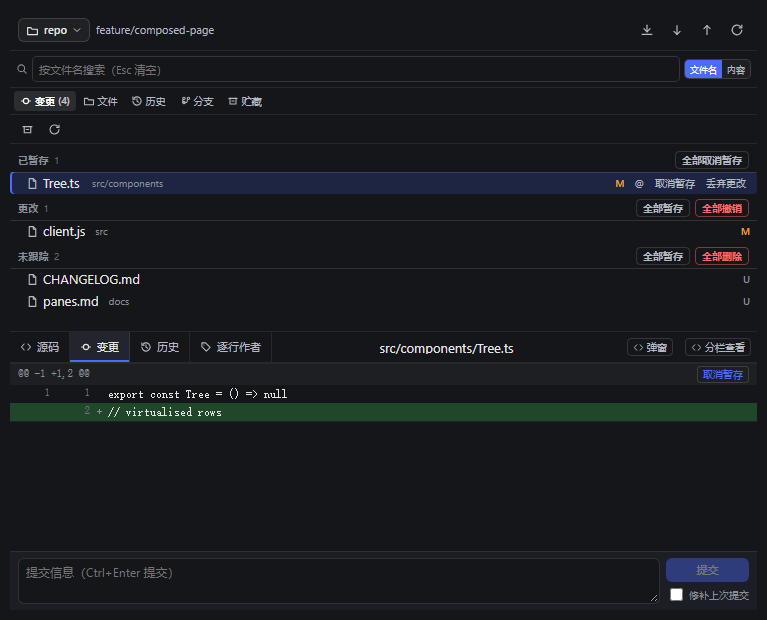 repo feature/composed-page
按文件名搜索（Esc 清空） 文件名 内容
变更 (4) 文件 历史 分支 贮藏
已暂存 1 全部取消暂存
Tree.ts src/components M @ 取消暂存 丢弃更改
更改 1 全部暂存 全部撤销
client.js src M
未跟踪 2 全部暂存 全部删除
CHANGELOG.md U
panes.md docs U
源码 变更 历史 逐行作者 src/components/Tree.ts 弹窗 分栏查看
@@ -1 +1,2 @@ 取消暂存
1 1 export const Tree = () => null
2 + // virtualised rows
提交信息（Ctrl+Enter 提交） 提交
修补上次提交